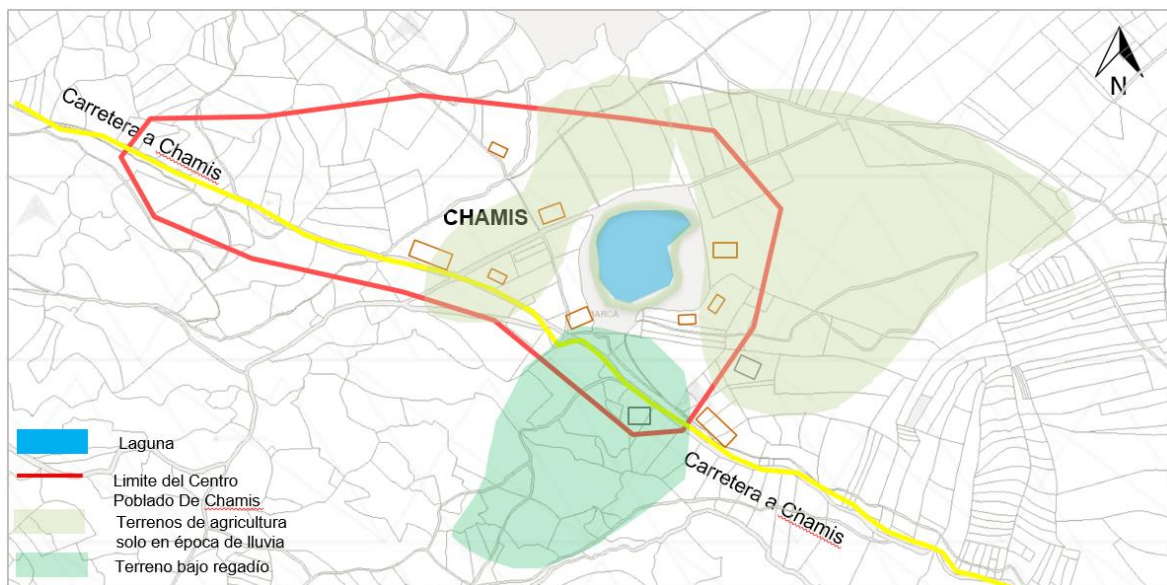 N
Carretera a Chamis
CHAMIS
MARCA
Carretera a Chamis
Laguna
Limite del Centro
Poblado De Chamis
Terrenos de agricultura
solo en época de lluvia
Terreno bajo regadío